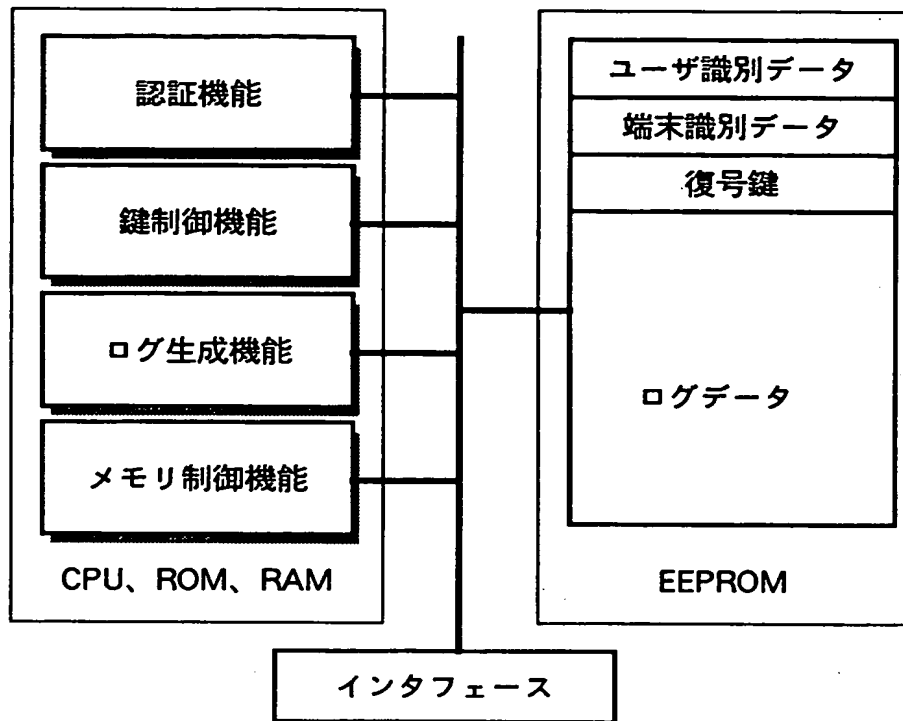 認証機能
鍵制御機能
ログ生成機能
メモリ制御機能
CPU、ROM、RAM
ユーザ識別データ
端末識別データ
復号鍵
ログデータ
EEPROM
インタフェース